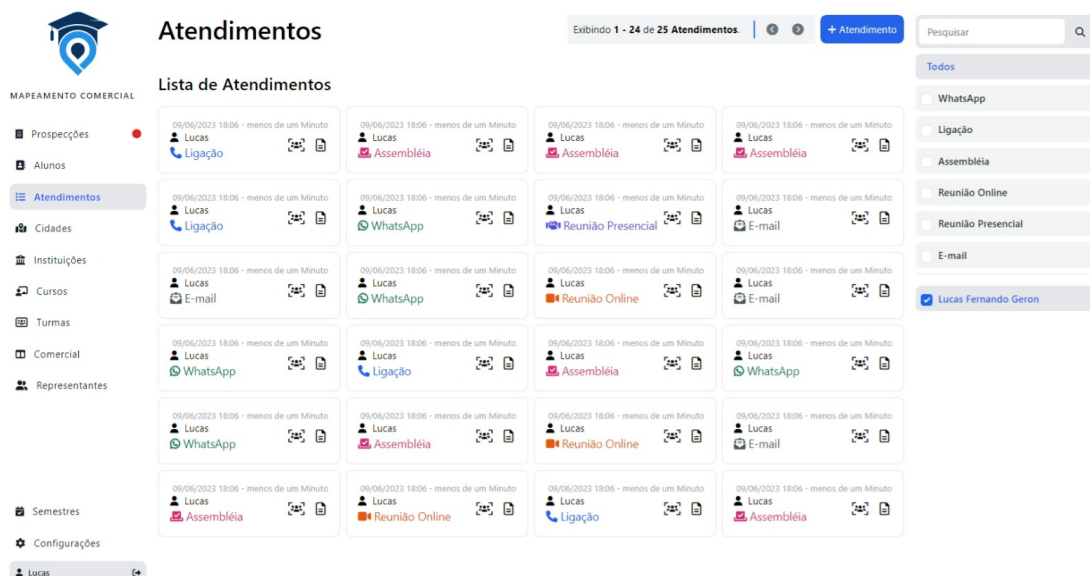 MAPEAMENTO COMERCIAL
Prospecções
Alunos
Atendimentos
Cidades
Instituições
Cursos
Turmas
Comercial
Representantes
Semestres
Configurações
Lucas
Atendimentos
Exibindo 1 - 24 de 25 Atendimentos.
+ Atendimento
Lista de Atendimentos
09/06/2023 18:06 - menos de um Minuto
Lucas
Ligação
09/06/2023 18:06 - menos de um Minuto
Lucas
Assembléia
09/06/2023 18:06 - menos de um Minuto
Lucas
Assembléia
09/06/2023 18:06 - menos de um Minuto
Lucas
Assembléia
09/06/2023 18:06 - menos de um Minuto
Lucas
Ligação
09/06/2023 18:06 - menos de um Minuto
Lucas
WhatsApp
09/06/2023 18:06 - menos de um Minuto
Lucas
Reunião Presencial
09/06/2023 18:06 - menos de um Minuto
Lucas
E-mail
09/06/2023 18:06 - menos de um Minuto
Lucas
E-mail
09/06/2023 18:06 - menos de um Minuto
Lucas
WhatsApp
09/06/2023 18:06 - menos de um Minuto
Lucas
Reunião Online
09/06/2023 18:06 - menos de um Minuto
Lucas
E-mail
09/06/2023 18:06 - menos de um Minuto
Lucas
WhatsApp
09/06/2023 18:06 - menos de um Minuto
Lucas
Ligação
09/06/2023 18:06 - menos de um Minuto
Lucas
Assembléia
09/06/2023 18:06 - menos de um Minuto
Lucas
WhatsApp
09/06/2023 18:06 - menos de um Minuto
Lucas
WhatsApp
09/06/2023 18:06 - menos de um Minuto
Lucas
Assembléia
09/06/2023 18:06 - menos de um Minuto
Lucas
Reunião Online
09/06/2023 18:06 - menos de um Minuto
Lucas
E-mail
09/06/2023 18:06 - menos de um Minuto
Lucas
Assembléia
09/06/2023 18:06 - menos de um Minuto
Lucas
Reunião Online
09/06/2023 18:06 - menos de um Minuto
Lucas
Ligação
09/06/2023 18:06 - menos de um Minuto
Lucas
Assembléia
Pesquisar
Todos
WhatsApp
Ligação
Assembléia
Reunião Online
Reunião Presencial
E-mail
Lucas Fernando Geron